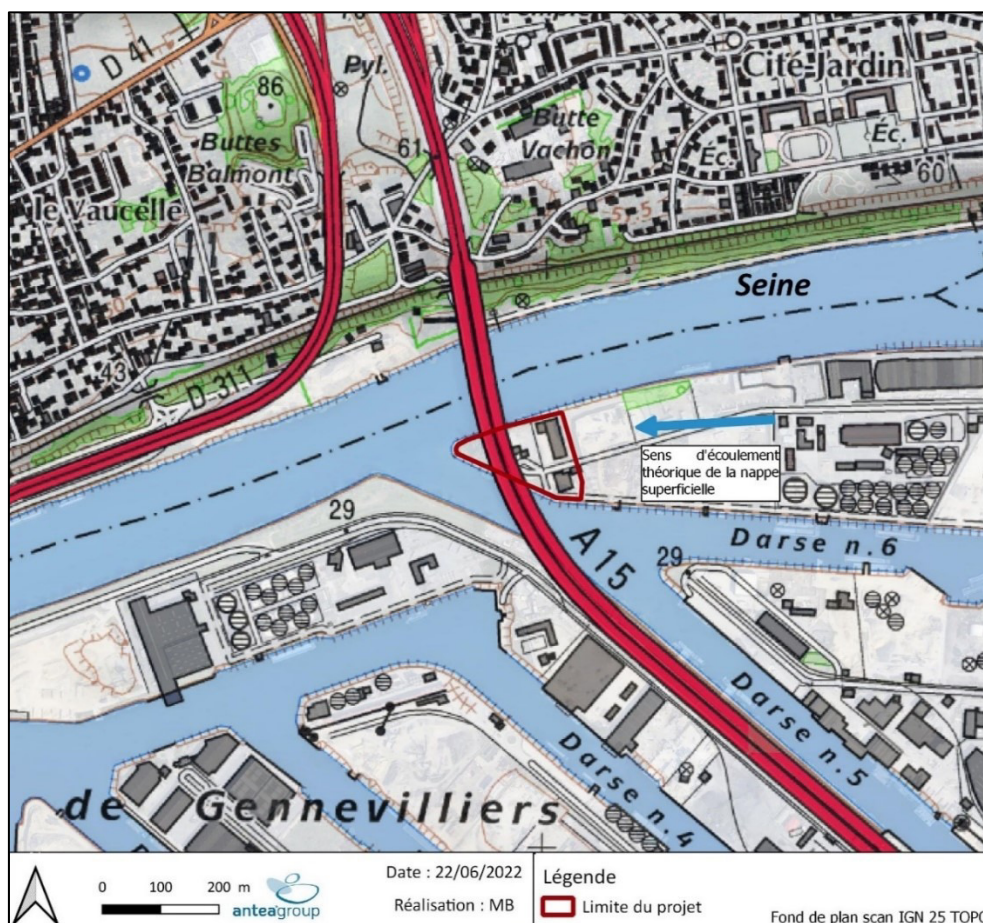 D 41
86
Buttes
Balmont
le Vaucelle
Pyl.
61
Butte
Vachon
Cité-Jardin
Éc.
Éc.
60
Seine
43
D 311
Sens d'écoulement
théorique de la nappe
superficielle
29
A15
Darse n.6
29
Darse n.5
Darse n.4
de Gennevilliers
0 100 200 m
anteagroup
Date : 22/06/2022
Réalisation : MB
Légende
Limite du projet
Fond de plan scan IGN 25 TOPO